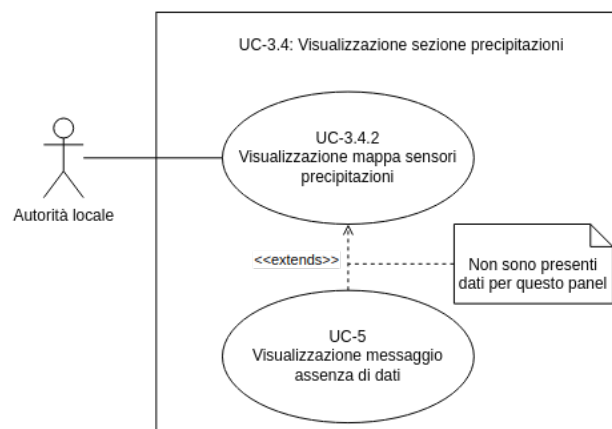 UC-3.4: Visualizzazione sezione precipitazioni
UC-3.4.2
Visualizzazione mappa sensori
precipitazioni
Autorità locale
<<extends>>
Non sono presenti
dati per questo panel
UC-5
Visualizzazione messaggio
assenza di dati